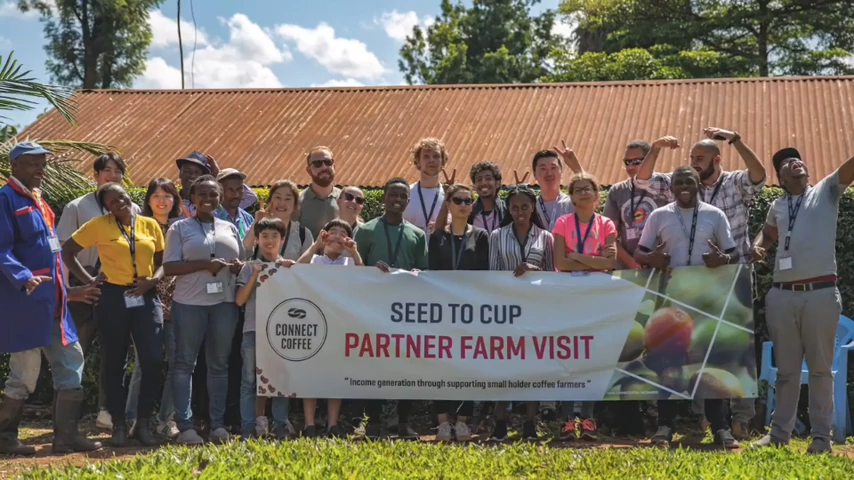 SEED TO CUP
CONNECT
COFFEE
PARTNER FARM VISIT
"Income generation through supporting small holder coffee farmers"